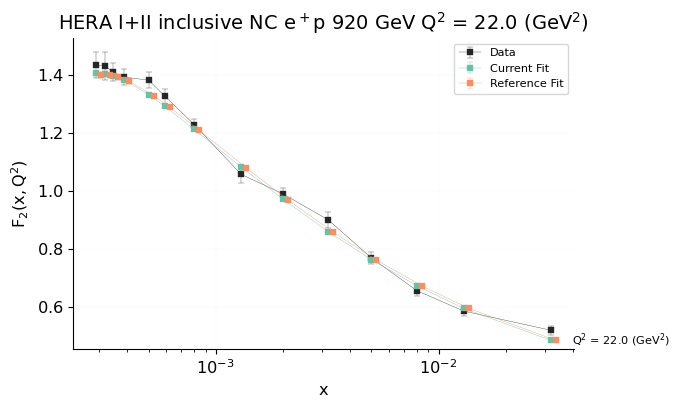 HERA I+II inclusive NC e⁺p 920 GeV Q² = 22.0 (GeV²)
Data
Current Fit
Reference Fit
F₂(x, Q²)
1.4
1.2
1.0
0.8
0.6
Q² = 22.0 (GeV²)
10⁻³
10⁻²
x